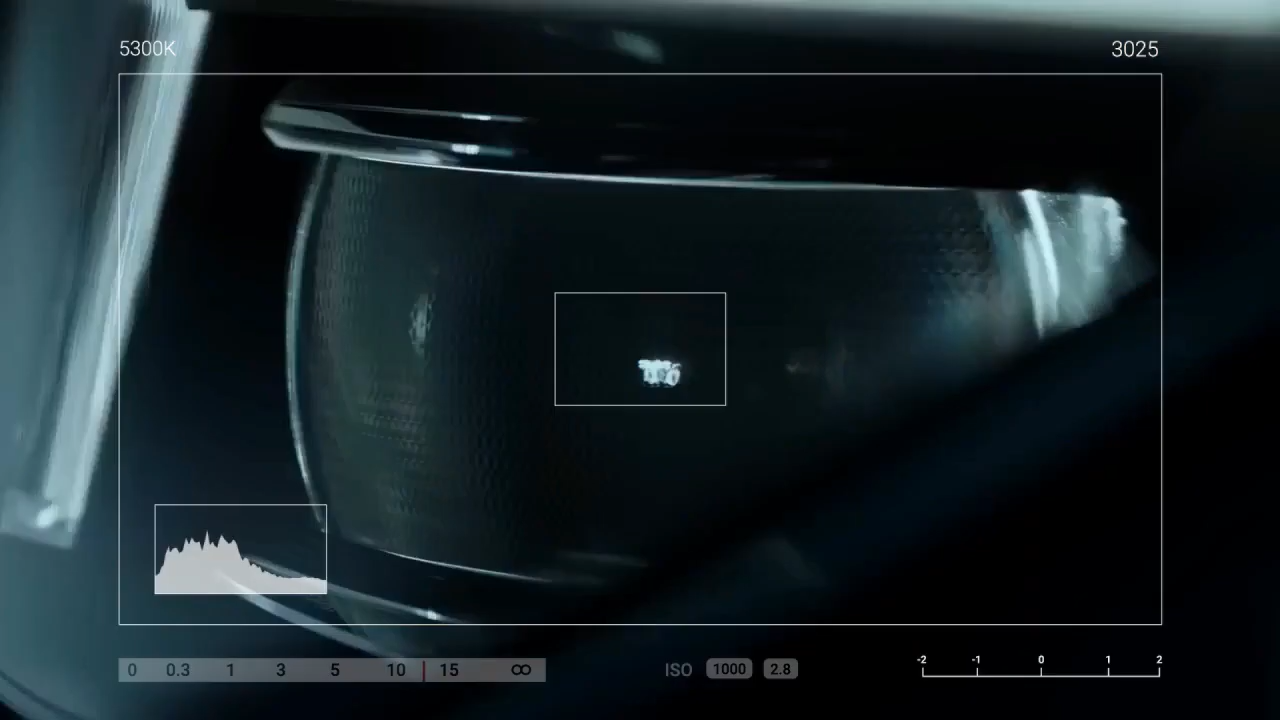 5300K 3025
0 0.3 1 3 5 10 15 ∞
ISO 1000 2.8
-2 -1 0 1 2